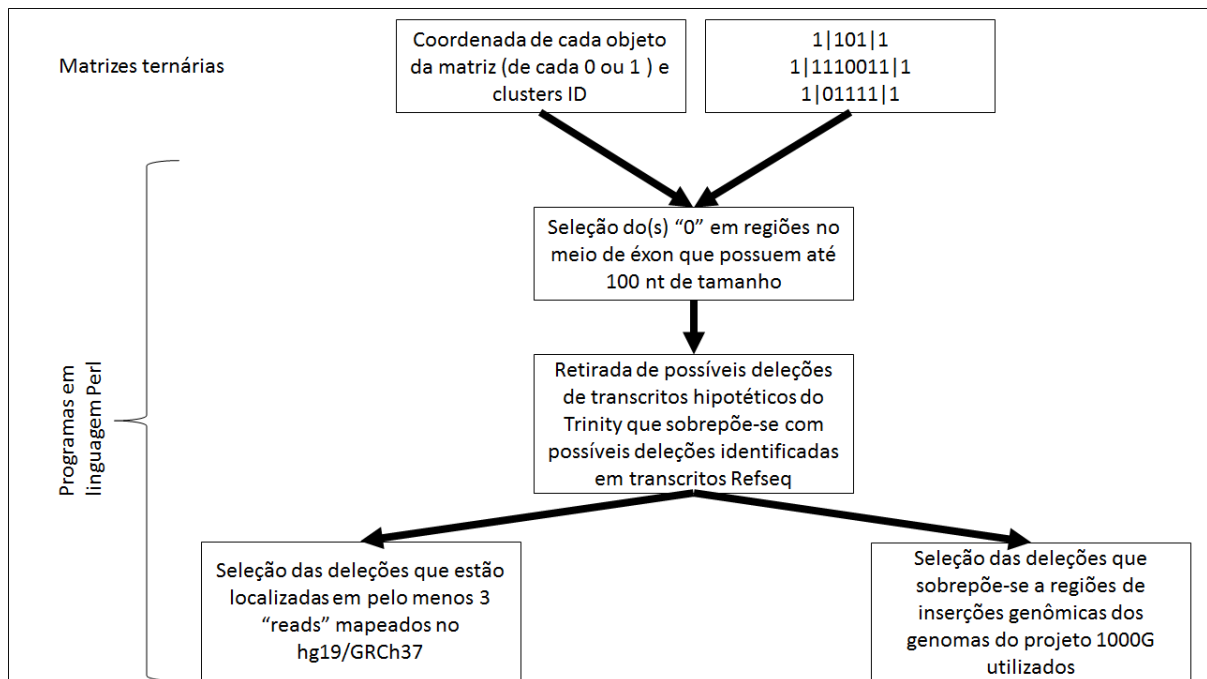 Matrizes ternárias
Coordenada de cada objeto
da matriz (de cada 0 ou 1 ) e
clusters ID
1|101|1
1|1110011|1
1|01111|1
Seleção do(s) “0” em regiões no
meio de éxon que possuem até
100 nt de tamanho
Retirada de possíveis deleções
de transcritos hipotéticos do
Trinity que sobrepõe-se com
possíveis deleções identificadas
em transcritos Refseq
Programas em
linguagem Perl
Seleção das deleções que estão
localizadas em pelo menos 3
“reads” mapeados no
hg19/GRCh37
Seleção das deleções que
sobrepõe-se a regiões de
inserções genômicas dos
genomas do projeto 1000G
utilizados